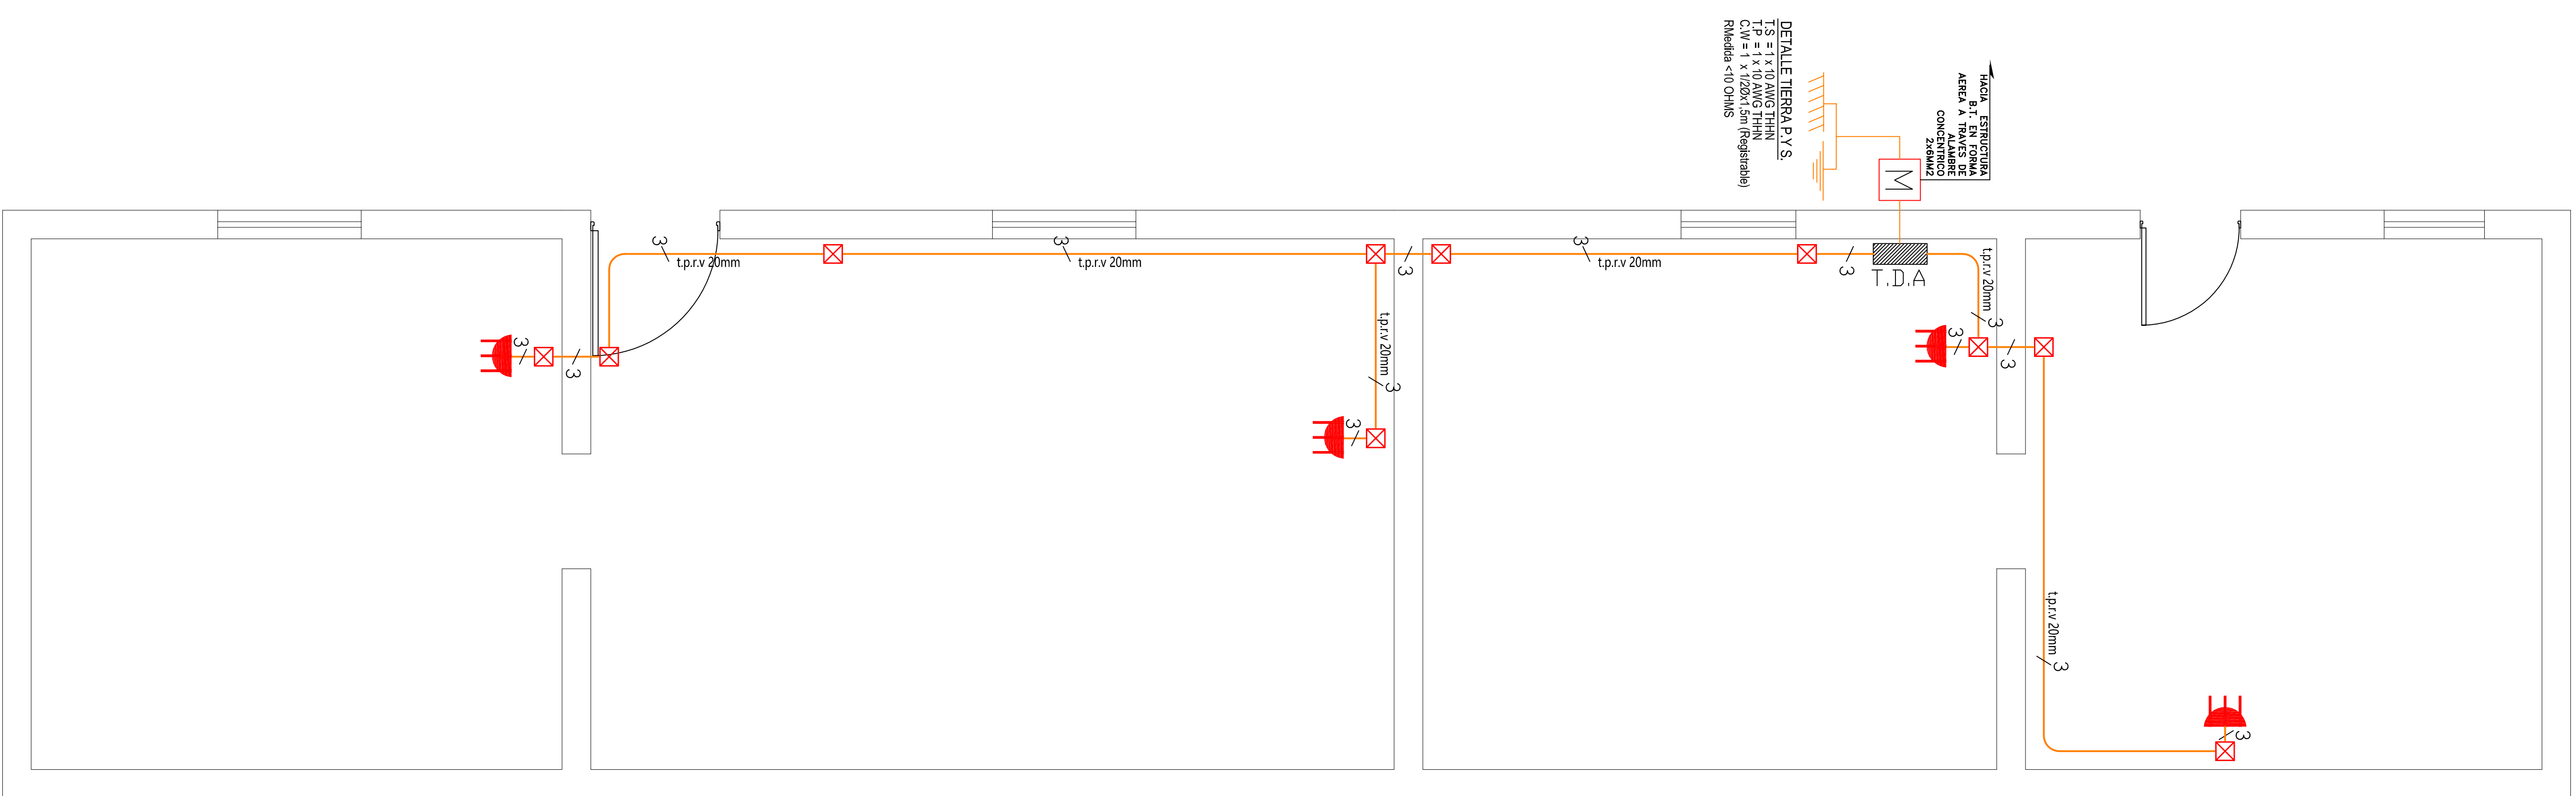 DETALLE TIERRA P.Y S.
T.S = 1 x 10 AWG THHN
T.P = 1 x 10 AWG THHN
C.W = 1 x 1/2Øx1,5m (Registrable)
RMedida <10 OHMS
HACIA ESTRUCTURA
B.T. EN FORMA
AEREA A TRAVES DE
ALAMBRE
CONCENTRICO
2x6MM2
M
T.D.A
3
t.p.r.v 20mm
3
t.p.r.v 20mm
3
3
t.p.r.v 20mm
3
t.p.r.v 20mm
3
3
3
3
t.p.r.v 20mm
3
3
3
t.p.r.v 20mm
3
3